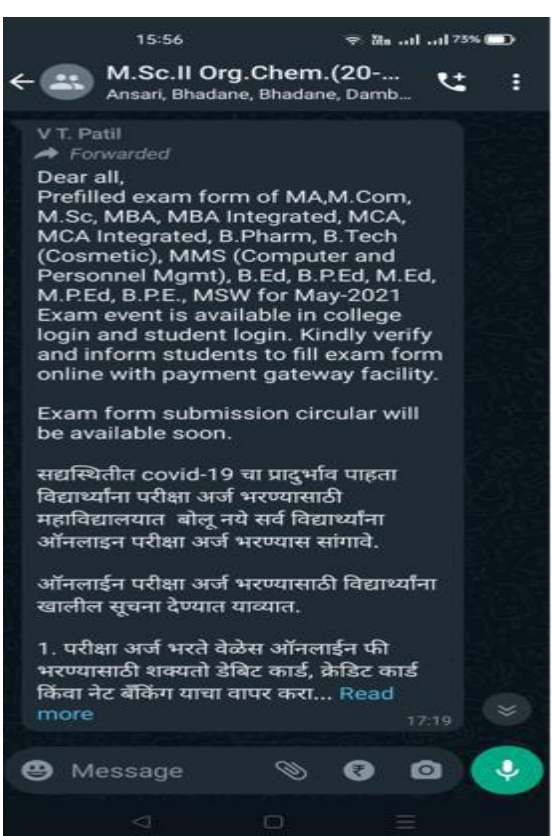 15:56
75%
M.Sc.II Org.Chem.(20-...
Ansari, Bhadane, Bhadane, Damb...
V T. Patil
Forwarded
Dear all,
Prefilled exam form of MA,M.Com,
M.Sc, MBA, MBA Integrated, MCA,
MCA Integrated, B.Pharm, B.Tech
(Cosmetic), MMS (Computer and
Personnel Mgmt), B.Ed, B.P.Ed, M.Ed,
M.P.Ed, B.P.E., MSW for May-2021
Exam event is available in college
login and student login. Kindly verify
and inform students to fill exam form
online with payment gateway facility.
Exam form submission circular will
be available soon.
सद्यस्थितीत covid-19 चा प्रादुर्भाव पाहता
विद्यार्थ्यांना परीक्षा अर्ज भरण्यासाठी
महाविद्यालयात बोलू नये सर्व विद्यार्थ्यांना
ऑनलाइन परीक्षा अर्ज भरण्यास सांगावे.
ऑनलाईन परीक्षा अर्ज भरण्यासाठी विद्यार्थ्यांना
खालील सूचना देण्यात याव्यात.
1. परीक्षा अर्ज भरते वेळेस ऑनलाईन फी
भरण्यासाठी शक्यतो डेबिट कार्ड, क्रेडिट कार्ड
किंवा नेट बँकिंग याचा वापर करा... Read
more
17:19
Message